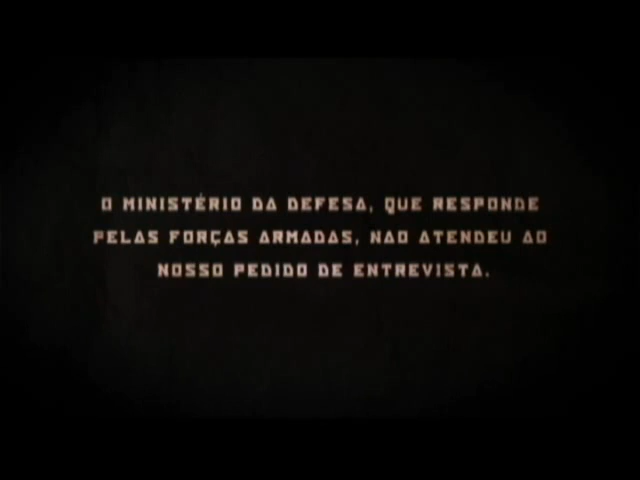 O MINISTÉRIO DA DEFESA, QUE RESPONDE
PELAS FORÇAS ARMADAS, NAO ATENDEU AO
NOSSO PEDIDO DE ENTREVISTA.